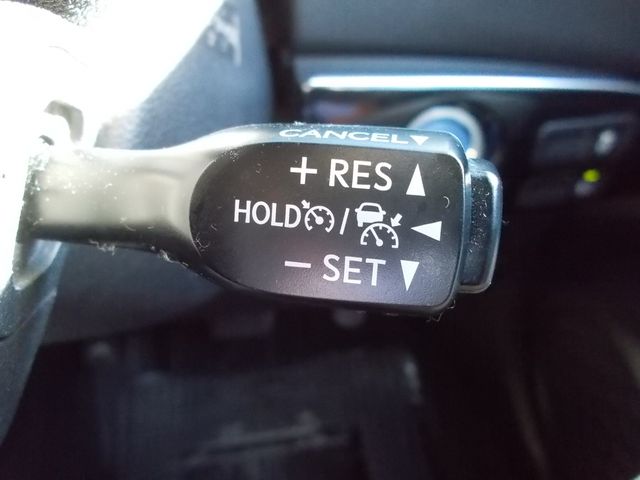 CANCEL
+ RES
HOLD /
− SET